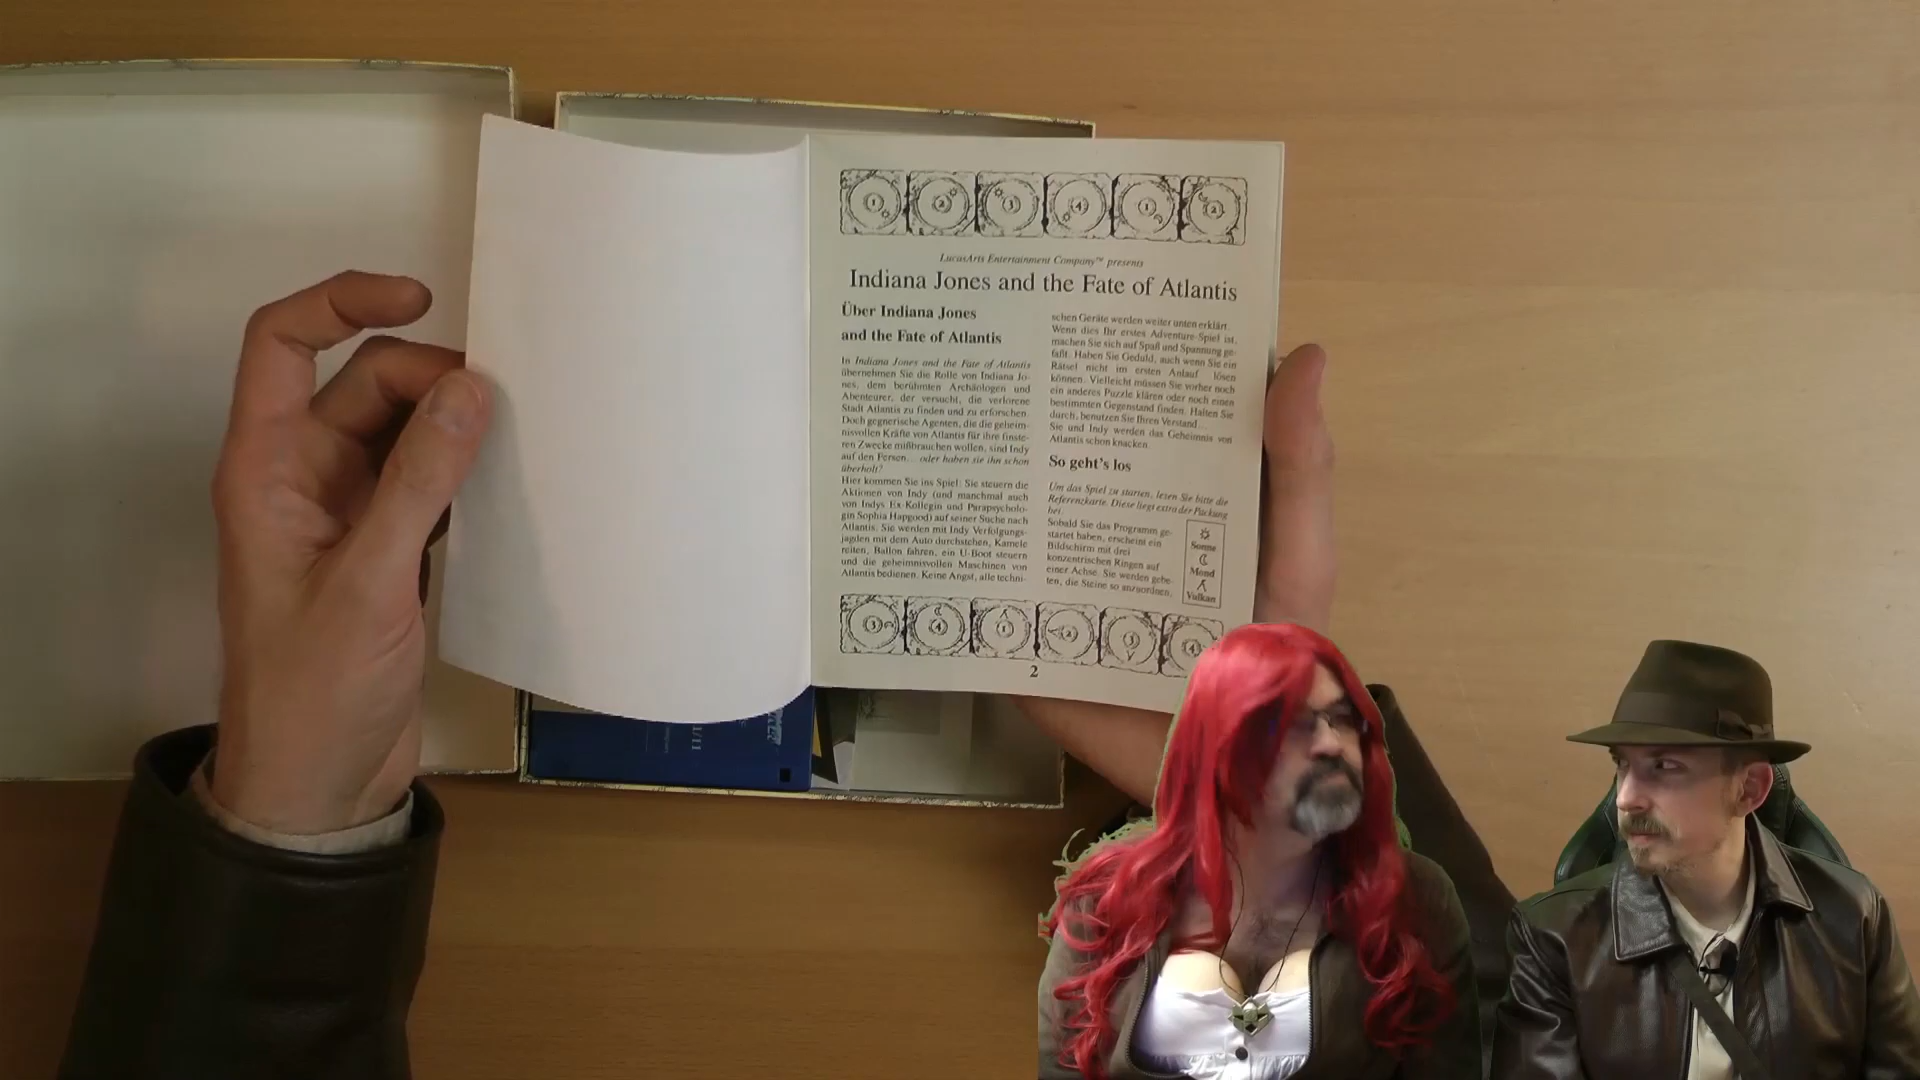 LucasArts Entertainment Company™ presents
Indiana Jones and the Fate of Atlantis
Über Indiana Jones
and the Fate of Atlantis
In Indiana Jones and the Fate of Atlantis
übernehmen Sie die Rolle von Indiana Jo-
nes, dem berühmten Archäologen und
Abenteurer, der versucht, die verlorene
Stadt Atlantis zu finden und zu erforschen.
Doch gegnerische Agenten, die die geheim-
nisvollen Kräfte von Atlantis für ihre finste-
ren Zwecke mißbrauchen wollen, sind Indy
auf den Fersen... oder haben sie ihn schon
überholt?
Hier kommen Sie ins Spiel: Sie steuern die
Aktionen von Indy (und manchmal auch
von Indys Ex-Kollegin und Parapsycholo-
gin Sophia Hapgood) auf seiner Suche nach
Atlantis. Sie werden mit Indy Verfolgungs-
jagden mit dem Auto durchstehen, Kamele
reiten, Ballon fahren, ein U-Boot steuern
und die geheimnisvollen Maschinen von
Atlantis bedienen. Keine Angst, alle techni-
schen Geräte werden weiter unten erklärt.
Wenn dies Ihr erstes Adventure-Spiel ist,
machen Sie sich auf Spaß und Spannung ge-
faßt. Haben Sie Geduld, auch wenn Sie ein
Rätsel nicht im ersten Anlauf lösen
können. Vielleicht müssen Sie vorher noch
ein anderes Puzzle klären oder noch einen
bestimmten Gegenstand finden. Halten Sie
durch, benutzen Sie Ihren Verstand...
Sie und Indy werden das Geheimnis von
Atlantis schon knacken.
So geht's los
Um das Spiel zu starten, lesen Sie bitte die
Referenzkarte. Diese liegt extra der Packung
bei.
Sobald Sie das Programm ge-
startet haben, erscheint ein
Bildschirm mit drei
konzentrischen Ringen auf
einer Achse. Sie werden gebe-
ten, die Steine so anzuordnen,
Sonne
Mond
Vulkan
2